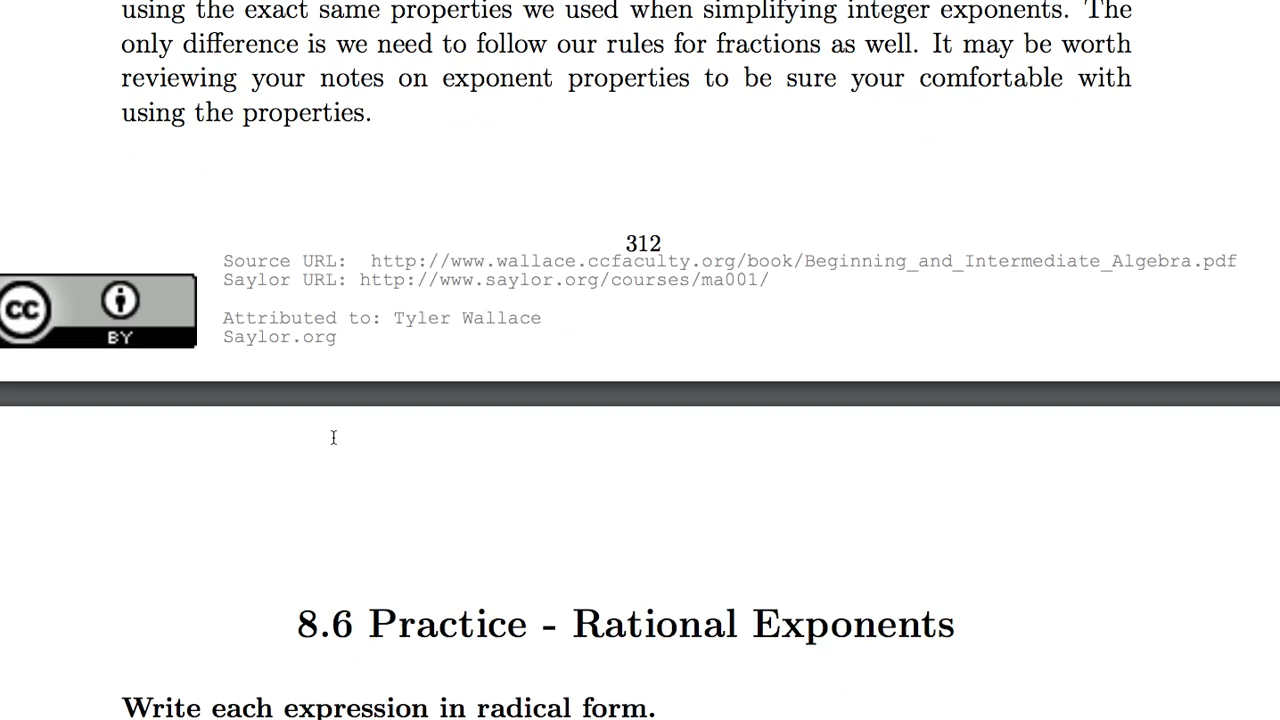 using the exact same properties we used when simplifying integer exponents. The
only difference is we need to follow our rules for fractions as well. It may be worth
reviewing your notes on exponent properties to be sure your comfortable with
using the properties.
312
Source URL: http://www.wallace.ccfaculty.org/book/Beginning_and_Intermediate_Algebra.pdf
Saylor URL: http://www.saylor.org/courses/ma001/
Attributed to: Tyler Wallace
Saylor.org
cc
BY
8.6 Practice - Rational Exponents
Write each expression in radical form.